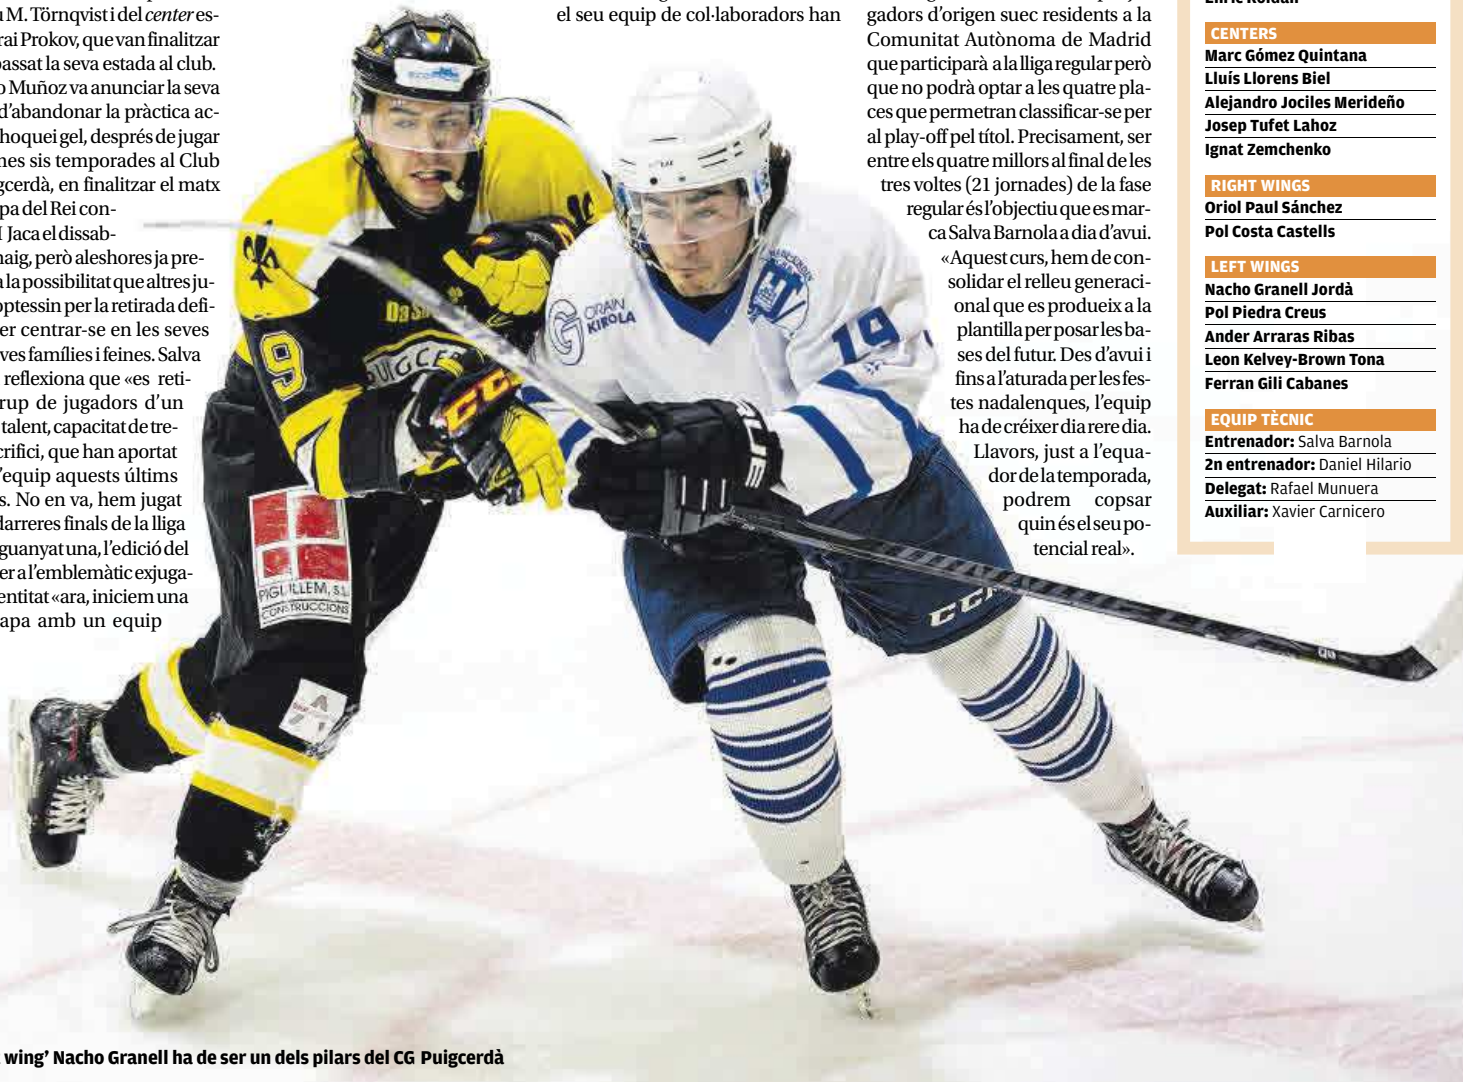 u M. Törnqvist i del center es-
rai Prokov, que van finalitzar
passat la seva estada al club.
o Muñoz va anunciar la seva
d'abandonar la pràctica ac-
hoquei gel, després de jugar
nes sis temporades al Club
gcerdà, en finalitzar el matx
pa del Rei con-
l Jaca el dissab-
maig, però aleshores ja pre-
a la possibilitat que altres ju-
optessin per la retirada defi-
er centrar-se en les seves
ves famílies i feines. Salva
reflexiona que «es reti-
rup de jugadors d'un
talent, capacitat de tre-
crifici, que han aportat
'equip aquests últims
s. No en va, hem jugat
darreres finals de la lliga
guanyat una, l'edició del
er a l'emblemàtic exjuga-
entitat «ara, iniciem una
apa amb un equip
el seu equip de col·laboradors han
gadors d'origen suec residents a la
Comunitat Autònoma de Madrid
que participarà a la lliga regular però
que no podrà optar a les quatre pla-
ces que permetran classificar-se per
al play-off pel títol. Precisament, ser
entre els quatre millors al final de les
tres voltes (21 jornades) de la fase
regular és l'objectiu que es mar-
ca Salva Barnola a dia d'avui.
«Aquest curs, hem de con-
solidar el relleu generaci-
onal que es produeix a la
plantilla per posar les ba-
ses del futur. Des d'avui i
fins a l'aturada per les fes-
tes nadalenques, l'equip
ha de créixer dia rere dia.
Llavors, just a l'equa-
dor de la temporada,
podrem copsar
quin és el seu po-
tencial real».
Enric Roldán
CENTERS
Marc Gómez Quintana
Lluís Llorens Biel
Alejandro Jociles Merideño
Josep Tufet Lahoz
Ignat Zemchenko
RIGHT WINGS
Oriol Paul Sánchez
Pol Costa Castells
LEFT WINGS
Nacho Granell Jordà
Pol Piedra Creus
Ander Arraras Ribas
Leon Kelvey-Brown Tona
Ferran Gili Cabanes
EQUIP TÈCNIC
Entrenador: Salva Barnola
2n entrenador: Daniel Hilario
Delegat: Rafael Munuera
Auxiliar: Xavier Carnicero
9
PUIGCE
CCM
PIGUILLEM, S.L.
CONSTRUCCIONS
ORAIN
KIROLA
19
CCM
wing' Nacho Granell ha de ser un dels pilars del CG Puigcerdà